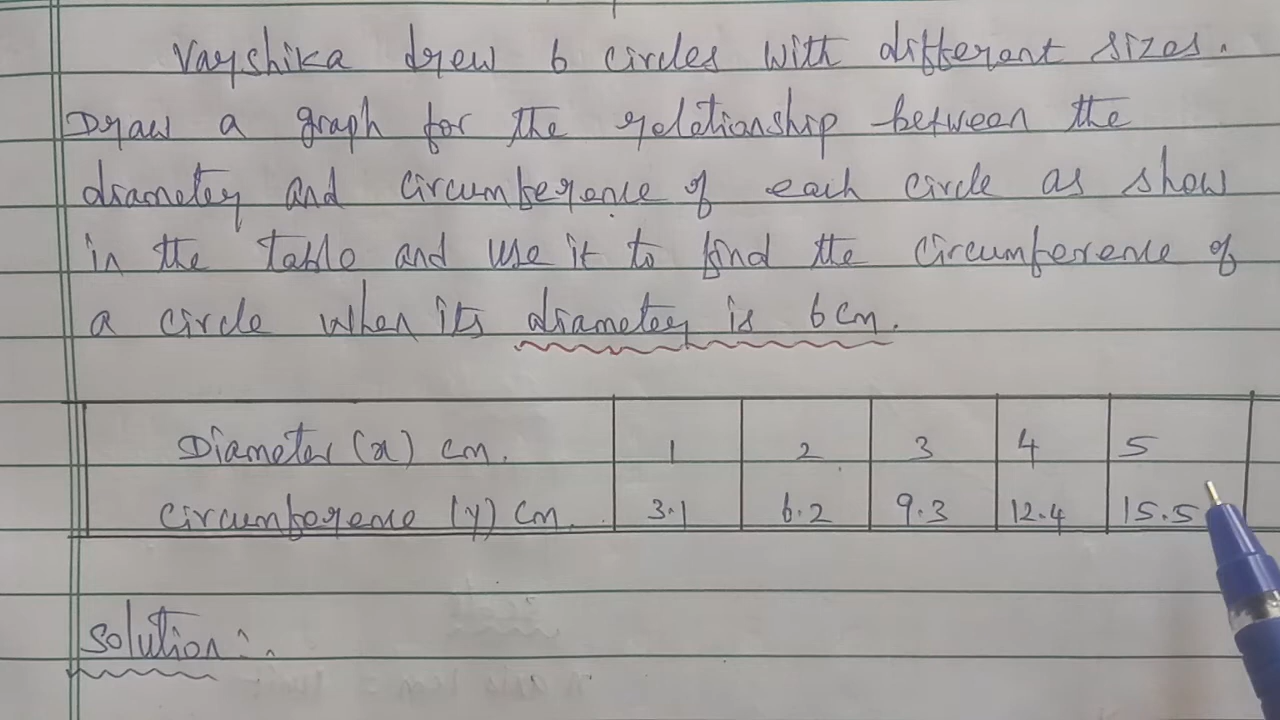 Varshika drew 6 circles with different sizes.
Draw a graph for the relationship between the
diameter and circumference of each circle as show
in the table and use it to find the circumference of
a circle when its diameter is 6cm.
Diameter (x) cm. 1 2 3 4 5
Circumference (y) cm. 3.1 6.2 9.3 12.4 15.5
Solution:.